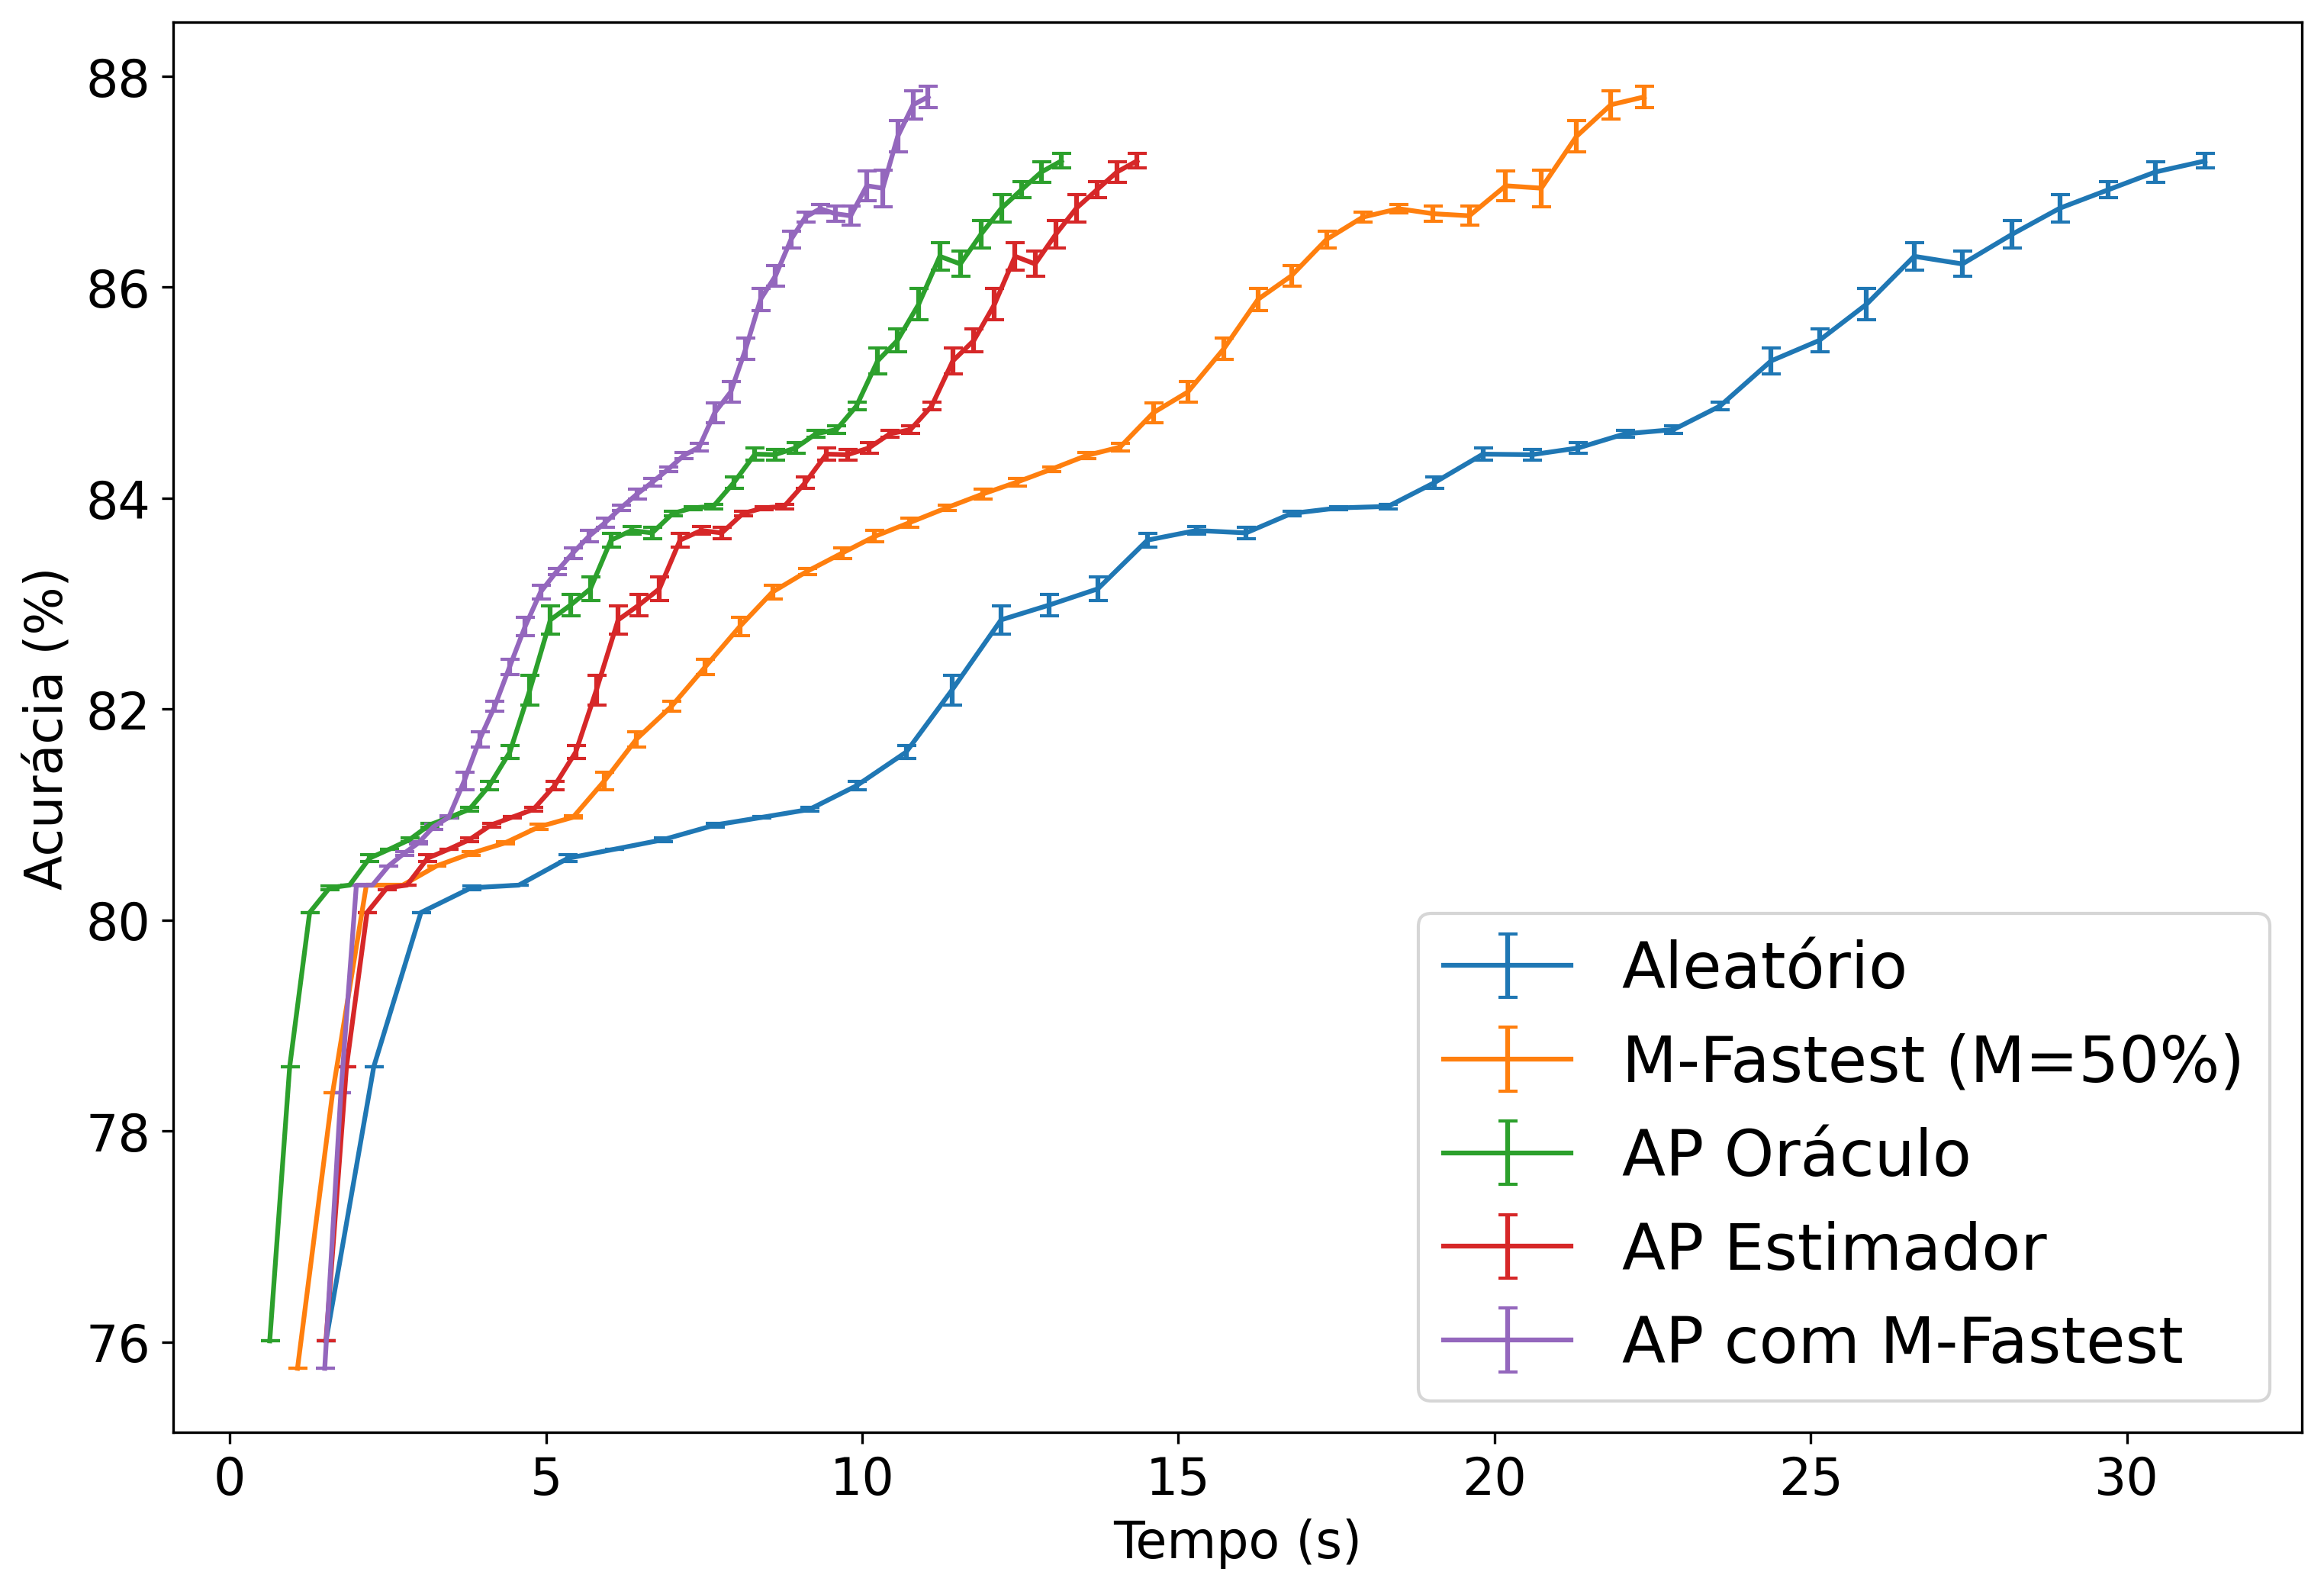 88
86
84
82
80
78
76
Acurácia (%)
0 5 10 15 20 25 30
Tempo (s)
Aleatório
M-Fastest (M=50%)
AP Oráculo
AP Estimador
AP com M-Fastest